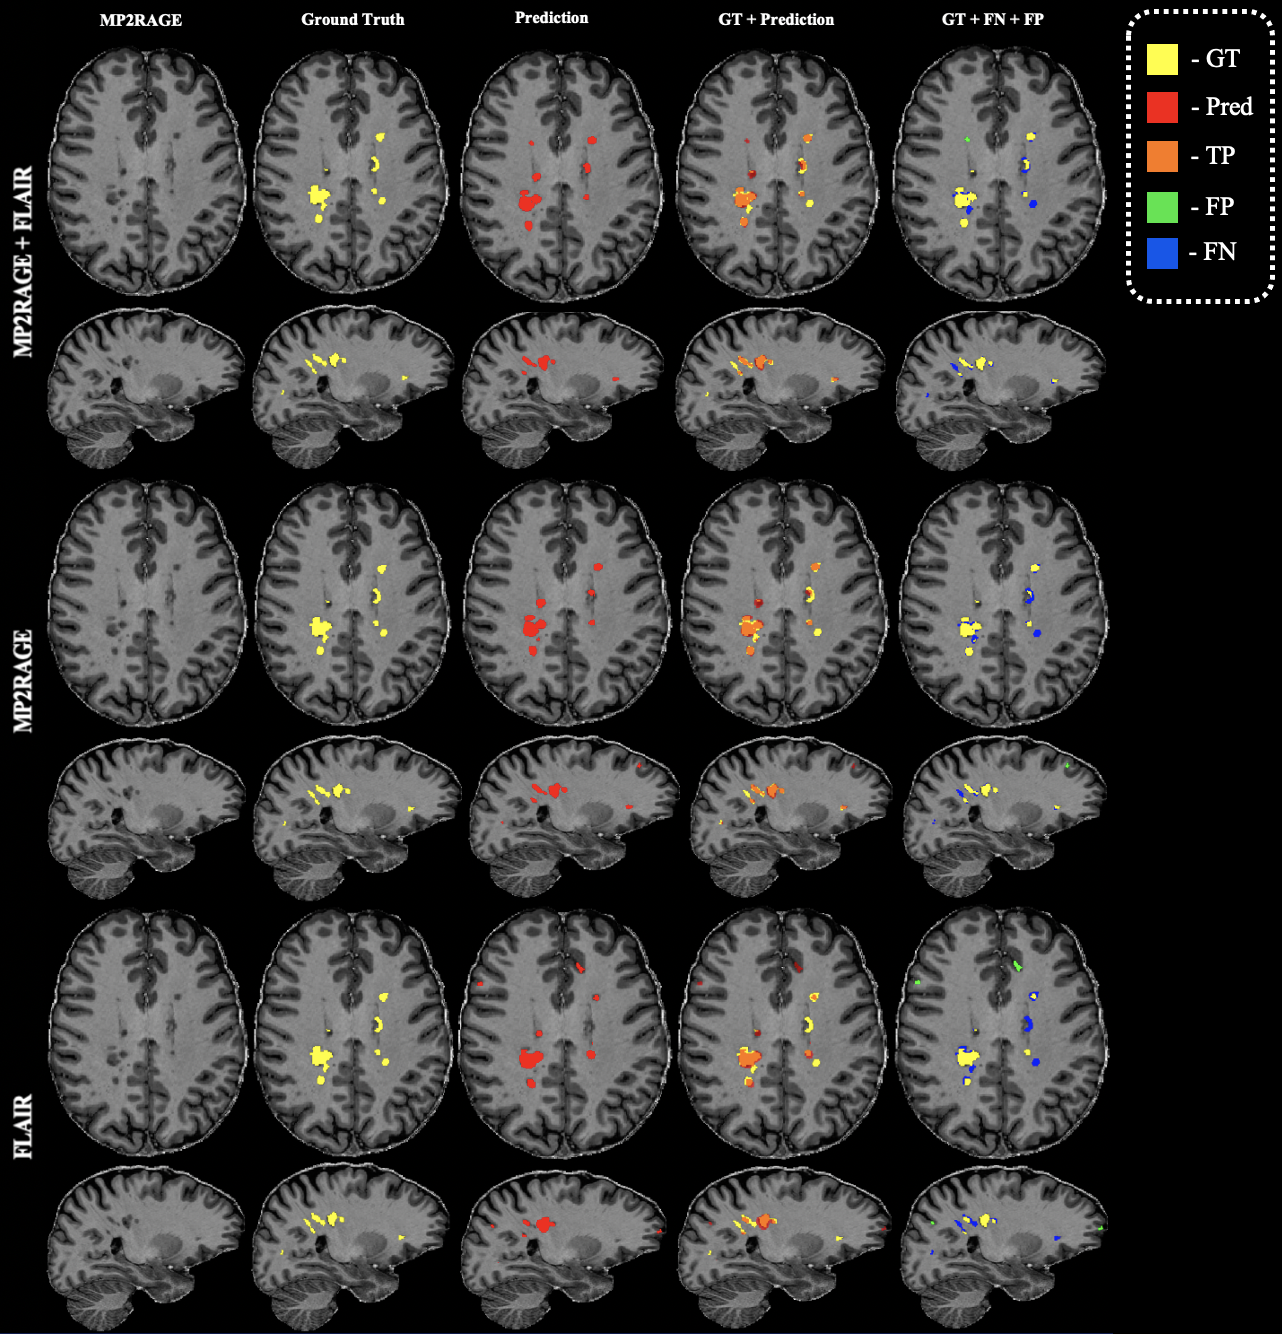 MP2RAGE
Ground Truth
Prediction
GT + Prediction
GT + FN + FP
- GT
- Pred
- TP
- FP
- FN
MP2RAGE + FLAIR
MP2RAGE
FLAIR